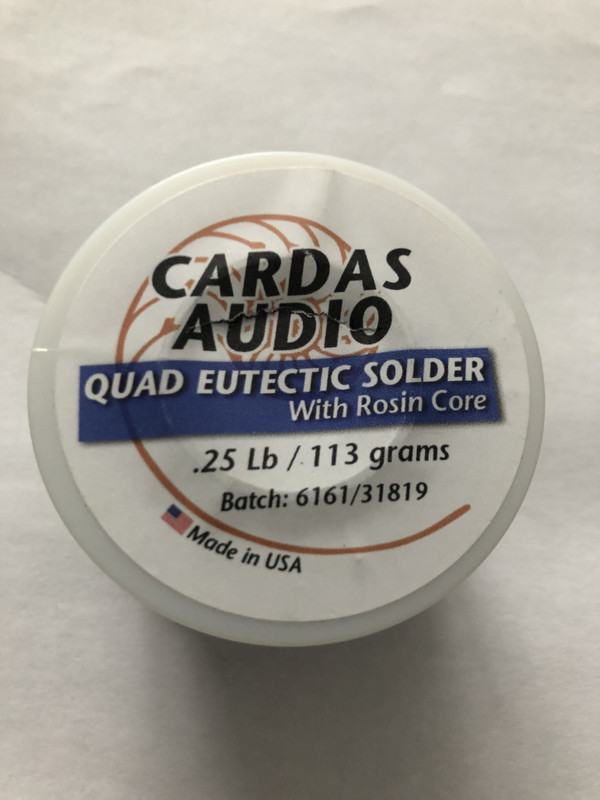 CARDAS
AUDIO
QUAD EUTECTIC SOLDER
With Rosin Core
.25 Lb / 113 grams
Batch: 6161/31819
Made in USA